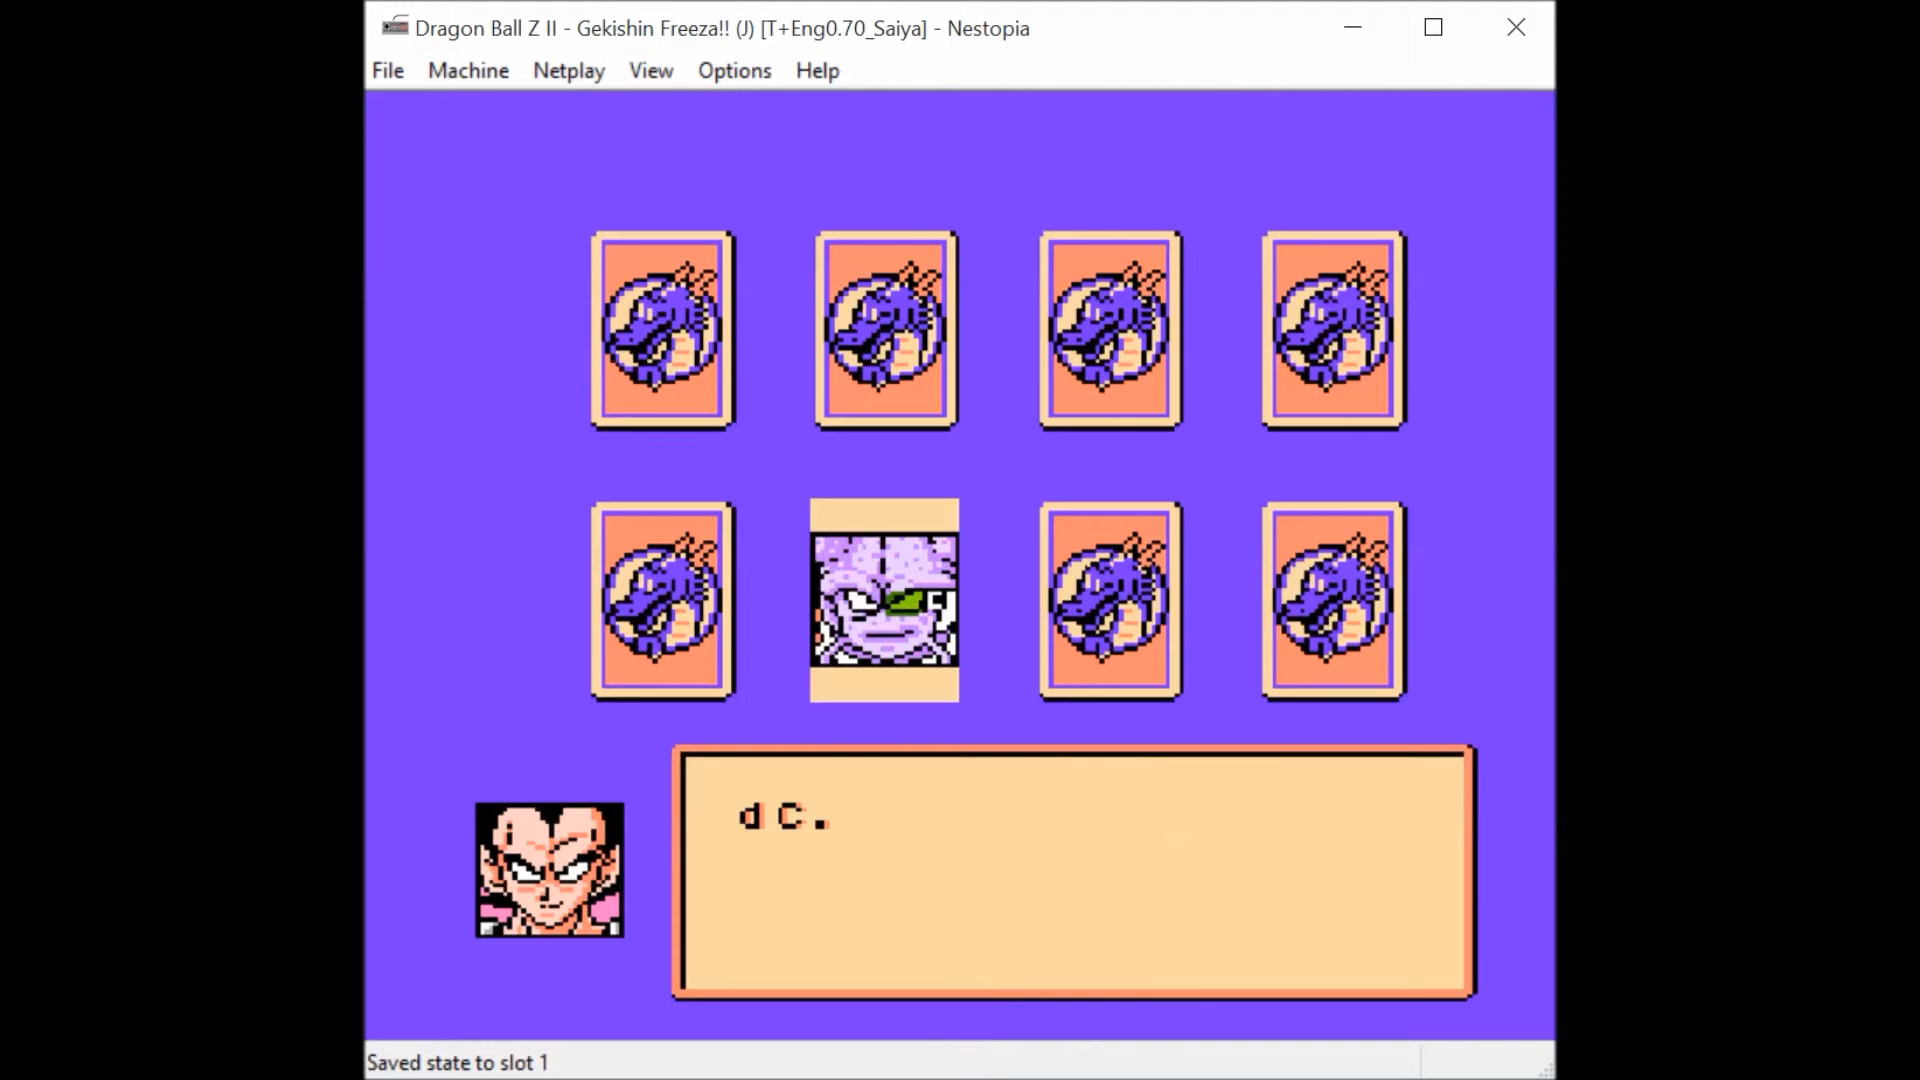 Dragon Ball Z II - Gekishin Freeza!! (J) [T+Eng0.70_Saiya] - Nestopia
File Machine Netplay View Options Help
d C.
Saved state to slot 1